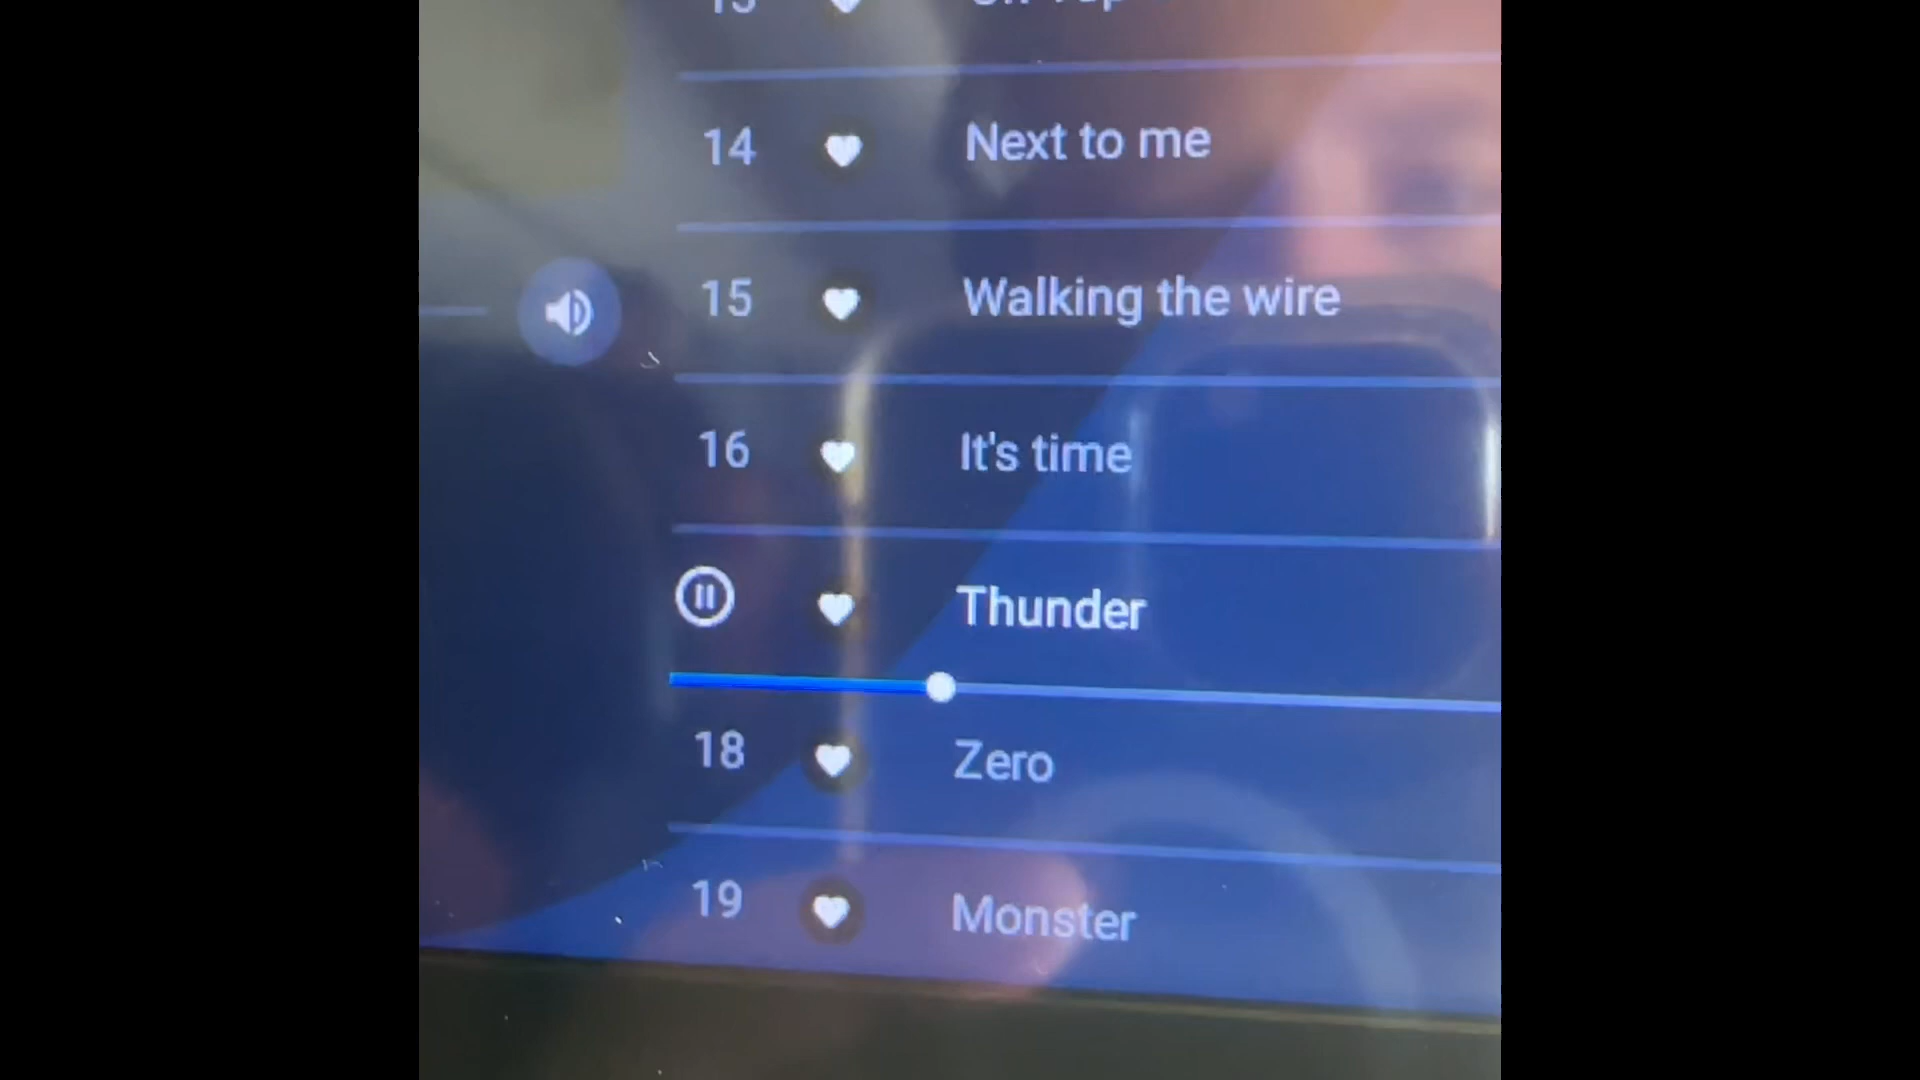 14 Next to me
15 Walking the wire
16 It's time
Thunder
18 Zero
19 Monster